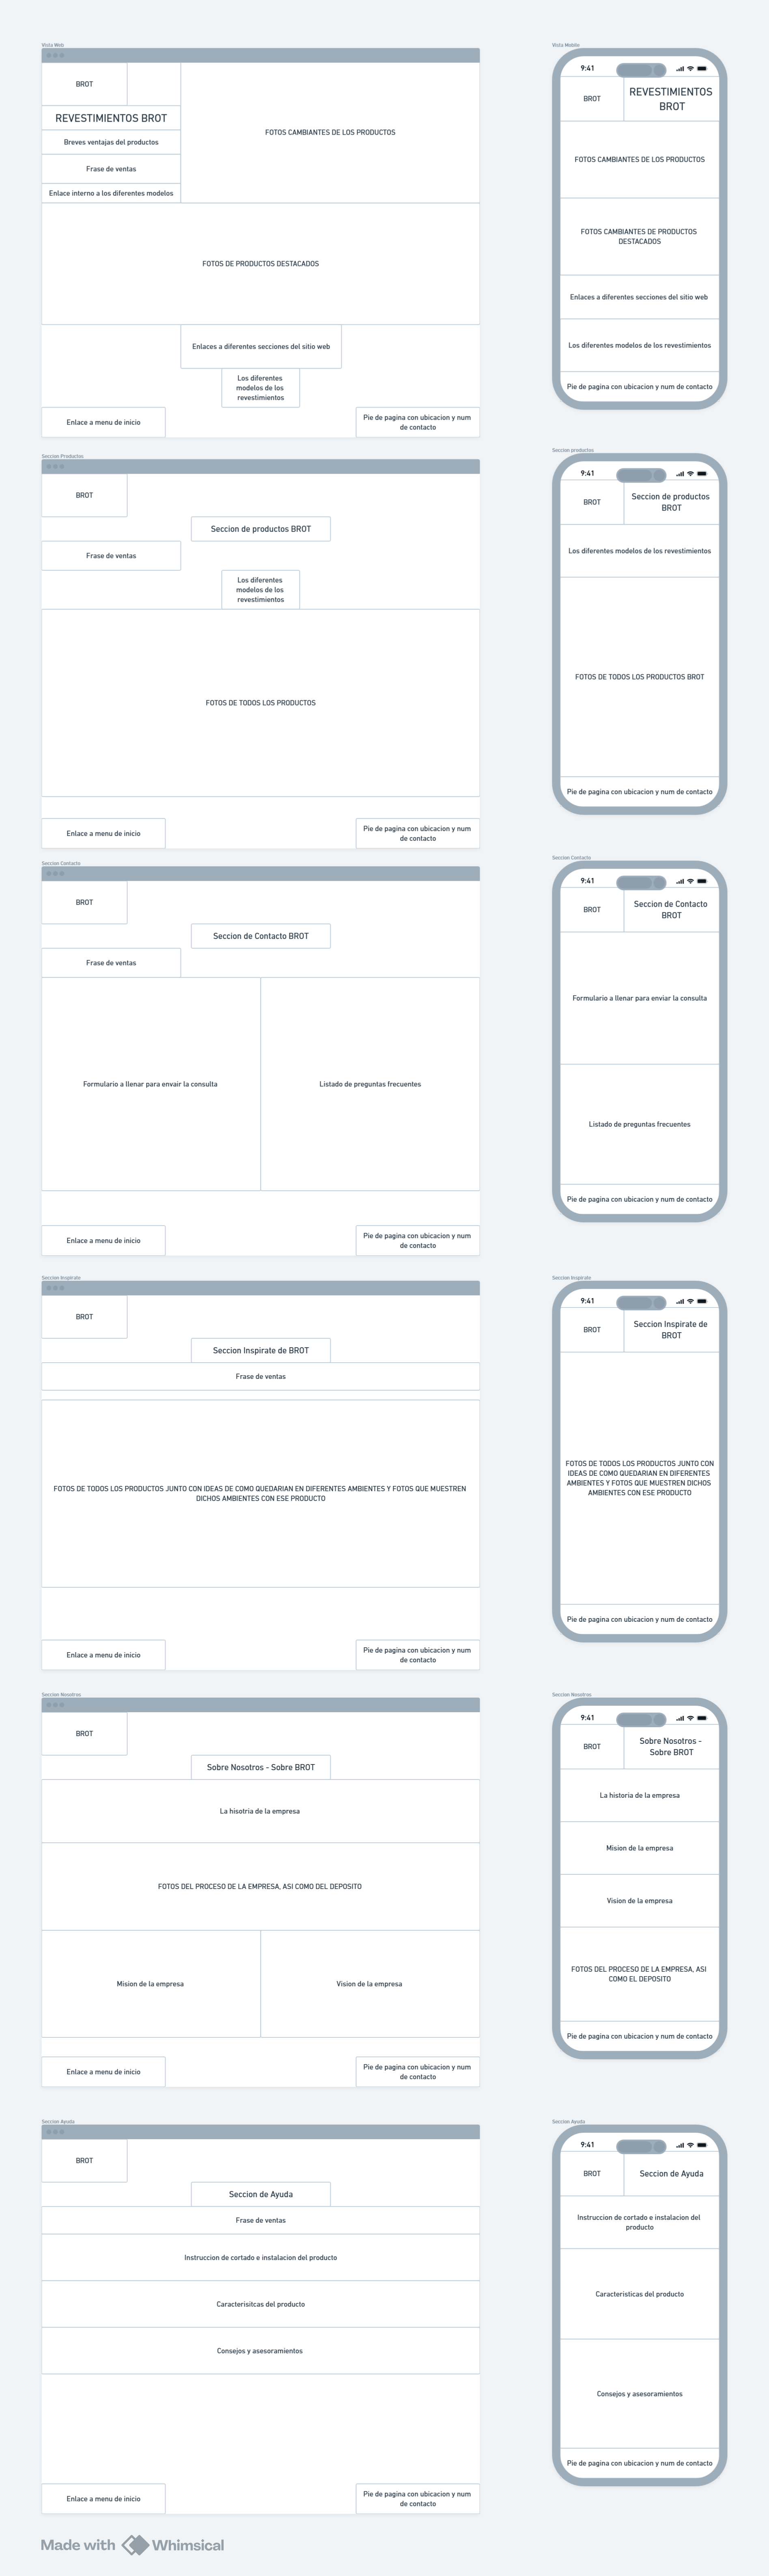 Vista Web
BROT
REVESTIMIENTOS BROT
Breves ventajas del productos
Frase de ventas
Enlace interno a los diferentes modelos
FOTOS CAMBIANTES DE LOS PRODUCTOS
FOTOS DE PRODUCTOS DESTACADOS
Enlaces a diferentes secciones del sitio web
Los diferentes
modelos de los
revestimientos
Enlace a menu de inicio
Pie de pagina con ubicacion y num
de contacto
Vista Mobile
9:41
BROT
REVESTIMIENTOS
BROT
FOTOS CAMBIANTES DE LOS PRODUCTOS
FOTOS CAMBIANTES DE PRODUCTOS
DESTACADOS
Enlaces a diferentes secciones del sitio web
Los diferentes modelos de los revestimientos
Pie de pagina con ubicacion y num de contacto
Seccion Productos
BROT
Seccion de productos BROT
Frase de ventas
Los diferentes
modelos de los
revestimientos
FOTOS DE TODOS LOS PRODUCTOS
Enlace a menu de inicio
Pie de pagina con ubicacion y num
de contacto
Seccion productos
9:41
BROT
Seccion de productos
BROT
Los diferentes modelos de los revestimientos
FOTOS DE TODOS LOS PRODUCTOS BROT
Pie de pagina con ubicacion y num de contacto
Seccion Contacto
BROT
Seccion de Contacto BROT
Frase de ventas
Formulario a llenar para envair la consulta
Listado de preguntas frecuentes
Enlace a menu de inicio
Pie de pagina con ubicacion y num
de contacto
Seccion Contacto
9:41
BROT
Seccion de Contacto
BROT
Formulario a llenar para enviar la consulta
Listado de preguntas frecuentes
Pie de pagina con ubicacion y num de contacto
Seccion Inspirate
BROT
Seccion Inspirate de BROT
Frase de ventas
FOTOS DE TODOS LOS PRODUCTOS JUNTO CON IDEAS DE COMO QUEDARIAN EN DIFERENTES AMBIENTES Y FOTOS QUE MUESTREN
DICHOS AMBIENTES CON ESE PRODUCTO
Enlace a menu de inicio
Pie de pagina con ubicacion y num
de contacto
Seccion Inspirate
9:41
BROT
Seccion Inspirate de
BROT
FOTOS DE TODOS LOS PRODUCTOS JUNTO CON
IDEAS DE COMO QUEDARIAN EN DIFERENTES
AMBIENTES Y FOTOS QUE MUESTREN DICHOS
AMBIENTES CON ESE PRODUCTO
Pie de pagina con ubicacion y num de contacto
Seccion Nosotros
BROT
Sobre Nosotros - Sobre BROT
La hisotria de la empresa
FOTOS DEL PROCESO DE LA EMPRESA, ASI COMO DEL DEPOSITO
Mision de la empresa
Vision de la empresa
Enlace a menu de inicio
Pie de pagina con ubicacion y num
de contacto
Seccion Nosotros
9:41
BROT
Sobre Nosotros -
Sobre BROT
La historia de la empresa
Mision de la empresa
Vision de la empresa
FOTOS DEL PROCESO DE LA EMPRESA, ASI
COMO EL DEPOSITO
Pie de pagina con ubicacion y num de contacto
Seccion Ayuda
BROT
Seccion de Ayuda
Frase de ventas
Instruccion de cortado e instalacion del producto
Caracterisitcas del producto
Consejos y asesoramientos
Enlace a menu de inicio
Pie de pagina con ubicacion y num
de contacto
Seccion Ayuda
9:41
BROT
Seccion de Ayuda
Instruccion de cortado e instalacion del
producto
Caracteristicas del producto
Consejos y asesoramientos
Pie de pagina con ubicacion y num de contacto
Made with Whimsical